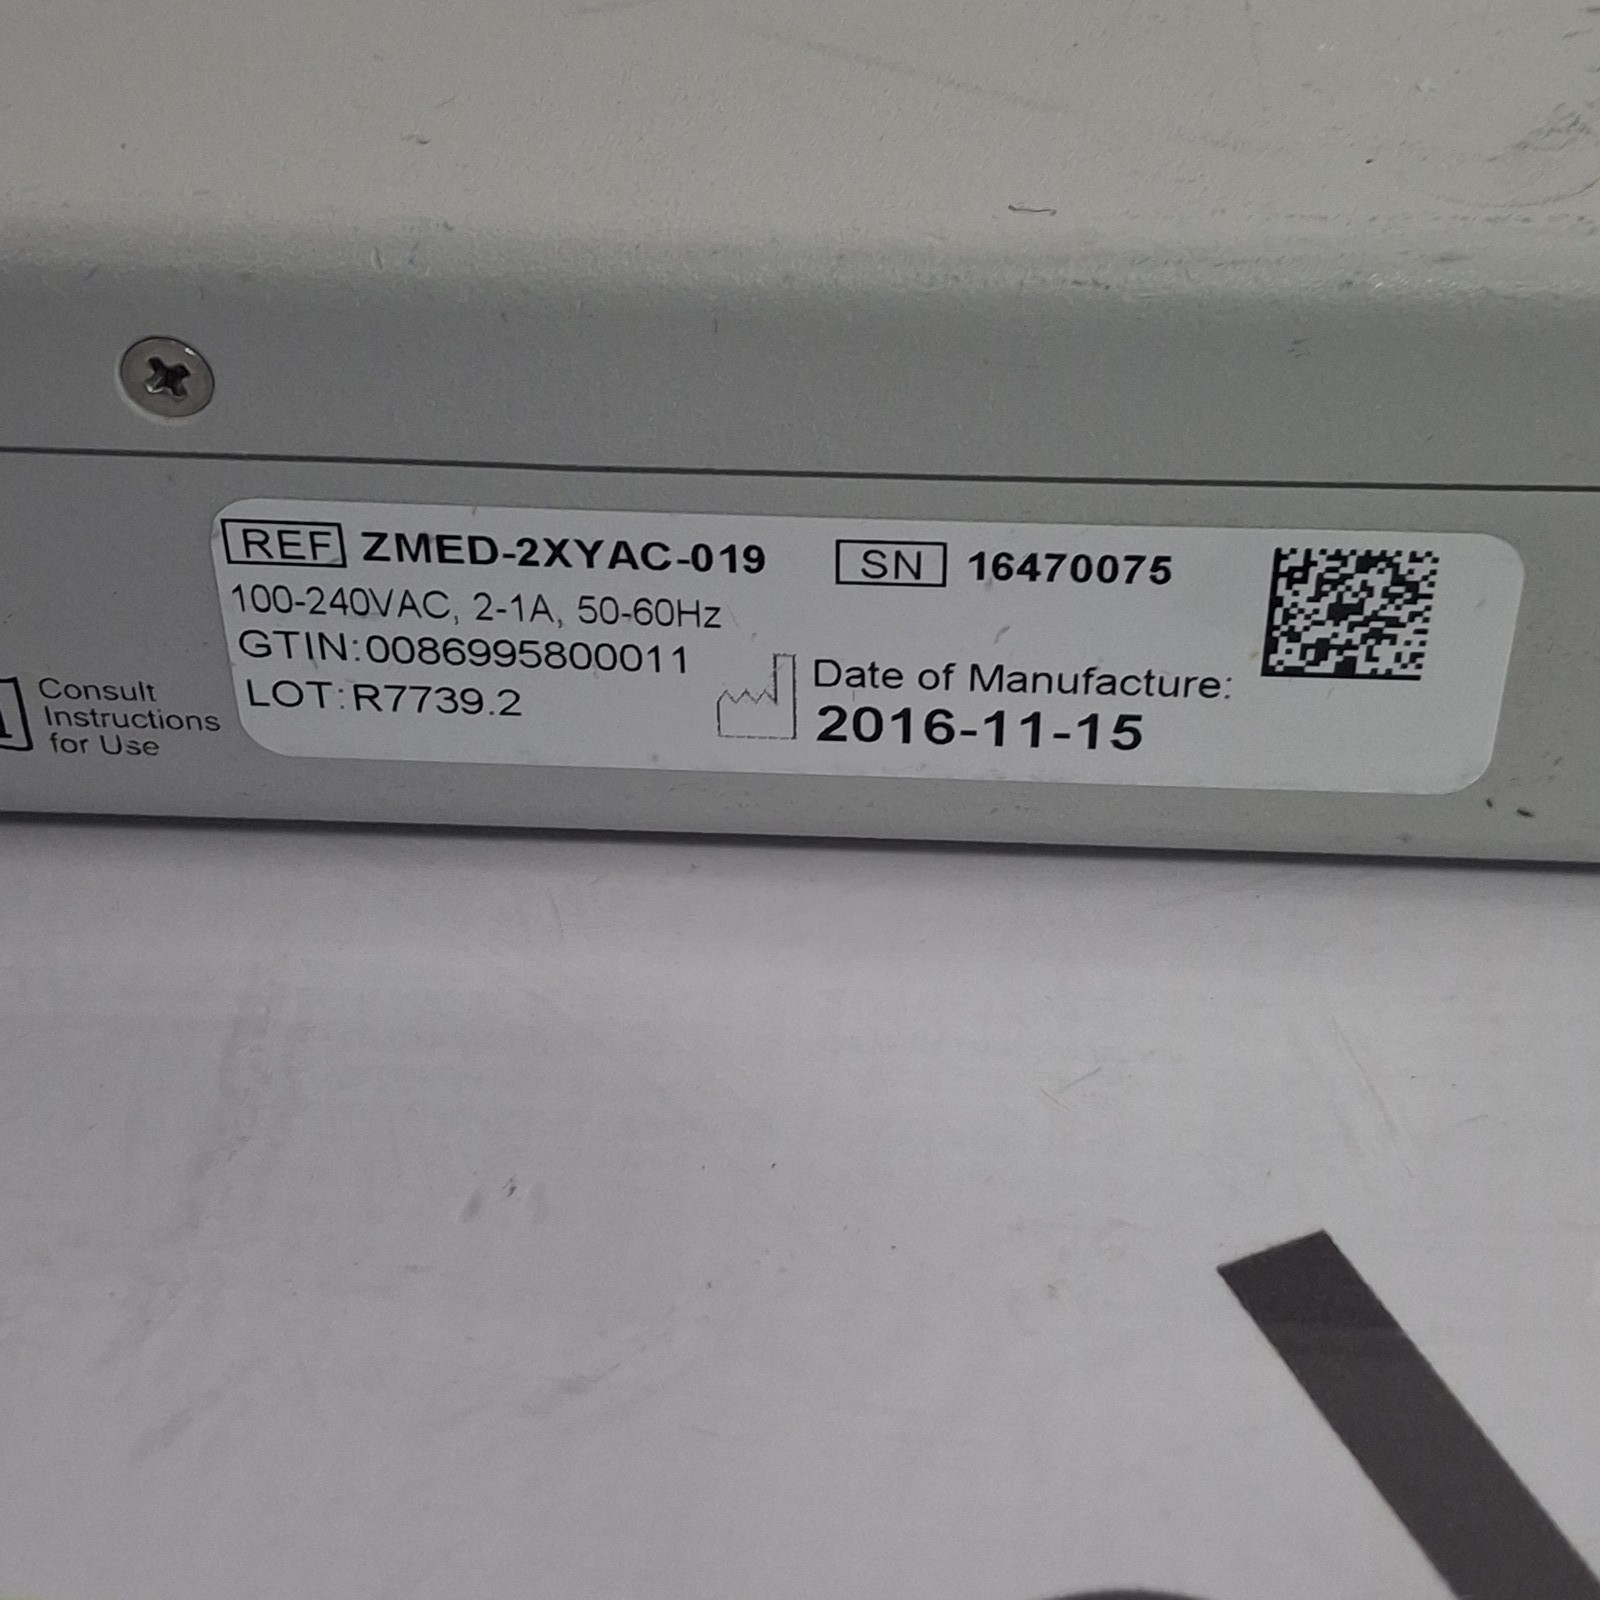 REF ZMED-2XYAC-019 SN 16470075
100-240VAC, 2-1A, 50-60Hz
GTIN:0086995800011
LOT:R7739.2
Date of Manufacture:
2016-11-15
Consult
Instructions
for Use